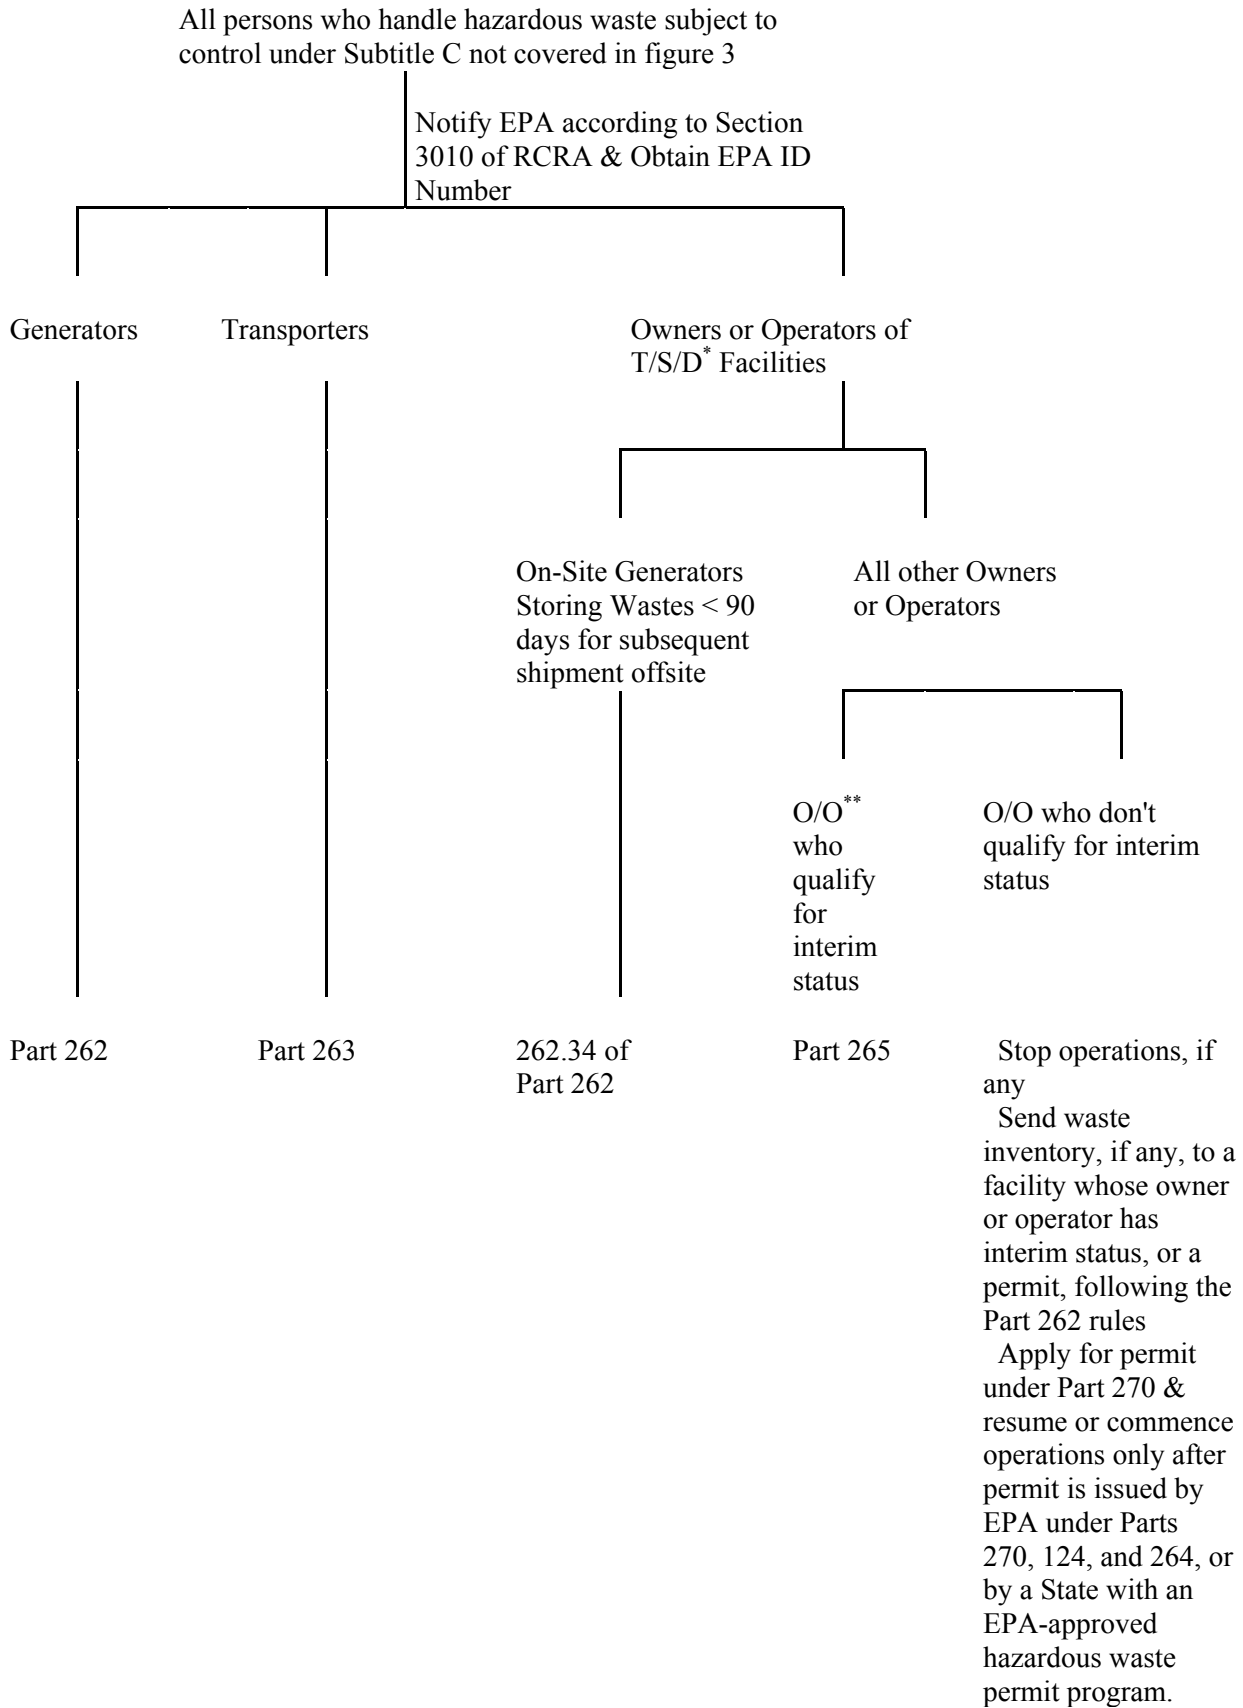 All persons who handle hazardous waste subject to
control under Subtitle C not covered in figure 3
Notify EPA according to Section
3010 of RCRA & Obtain EPA ID
Number
Generators
Transporters
Owners or Operators of
T/S/D* Facilities
On-Site Generators
Storing Wastes < 90
days for subsequent
shipment offsite
All other Owners
or Operators
O/O**
who
qualify
for
interim
status
O/O who don't
qualify for interim
status
Part 262
Part 263
262.34 of
Part 262
Part 265
Stop operations, if
any
Send waste
inventory, if any, to a
facility whose owner
or operator has
interim status, or a
permit, following the
Part 262 rules
Apply for permit
under Part 270 &
resume or commence
operations only after
permit is issued by
EPA under Parts
270, 124, and 264, or
by a State with an
EPA-approved
hazardous waste
permit program.